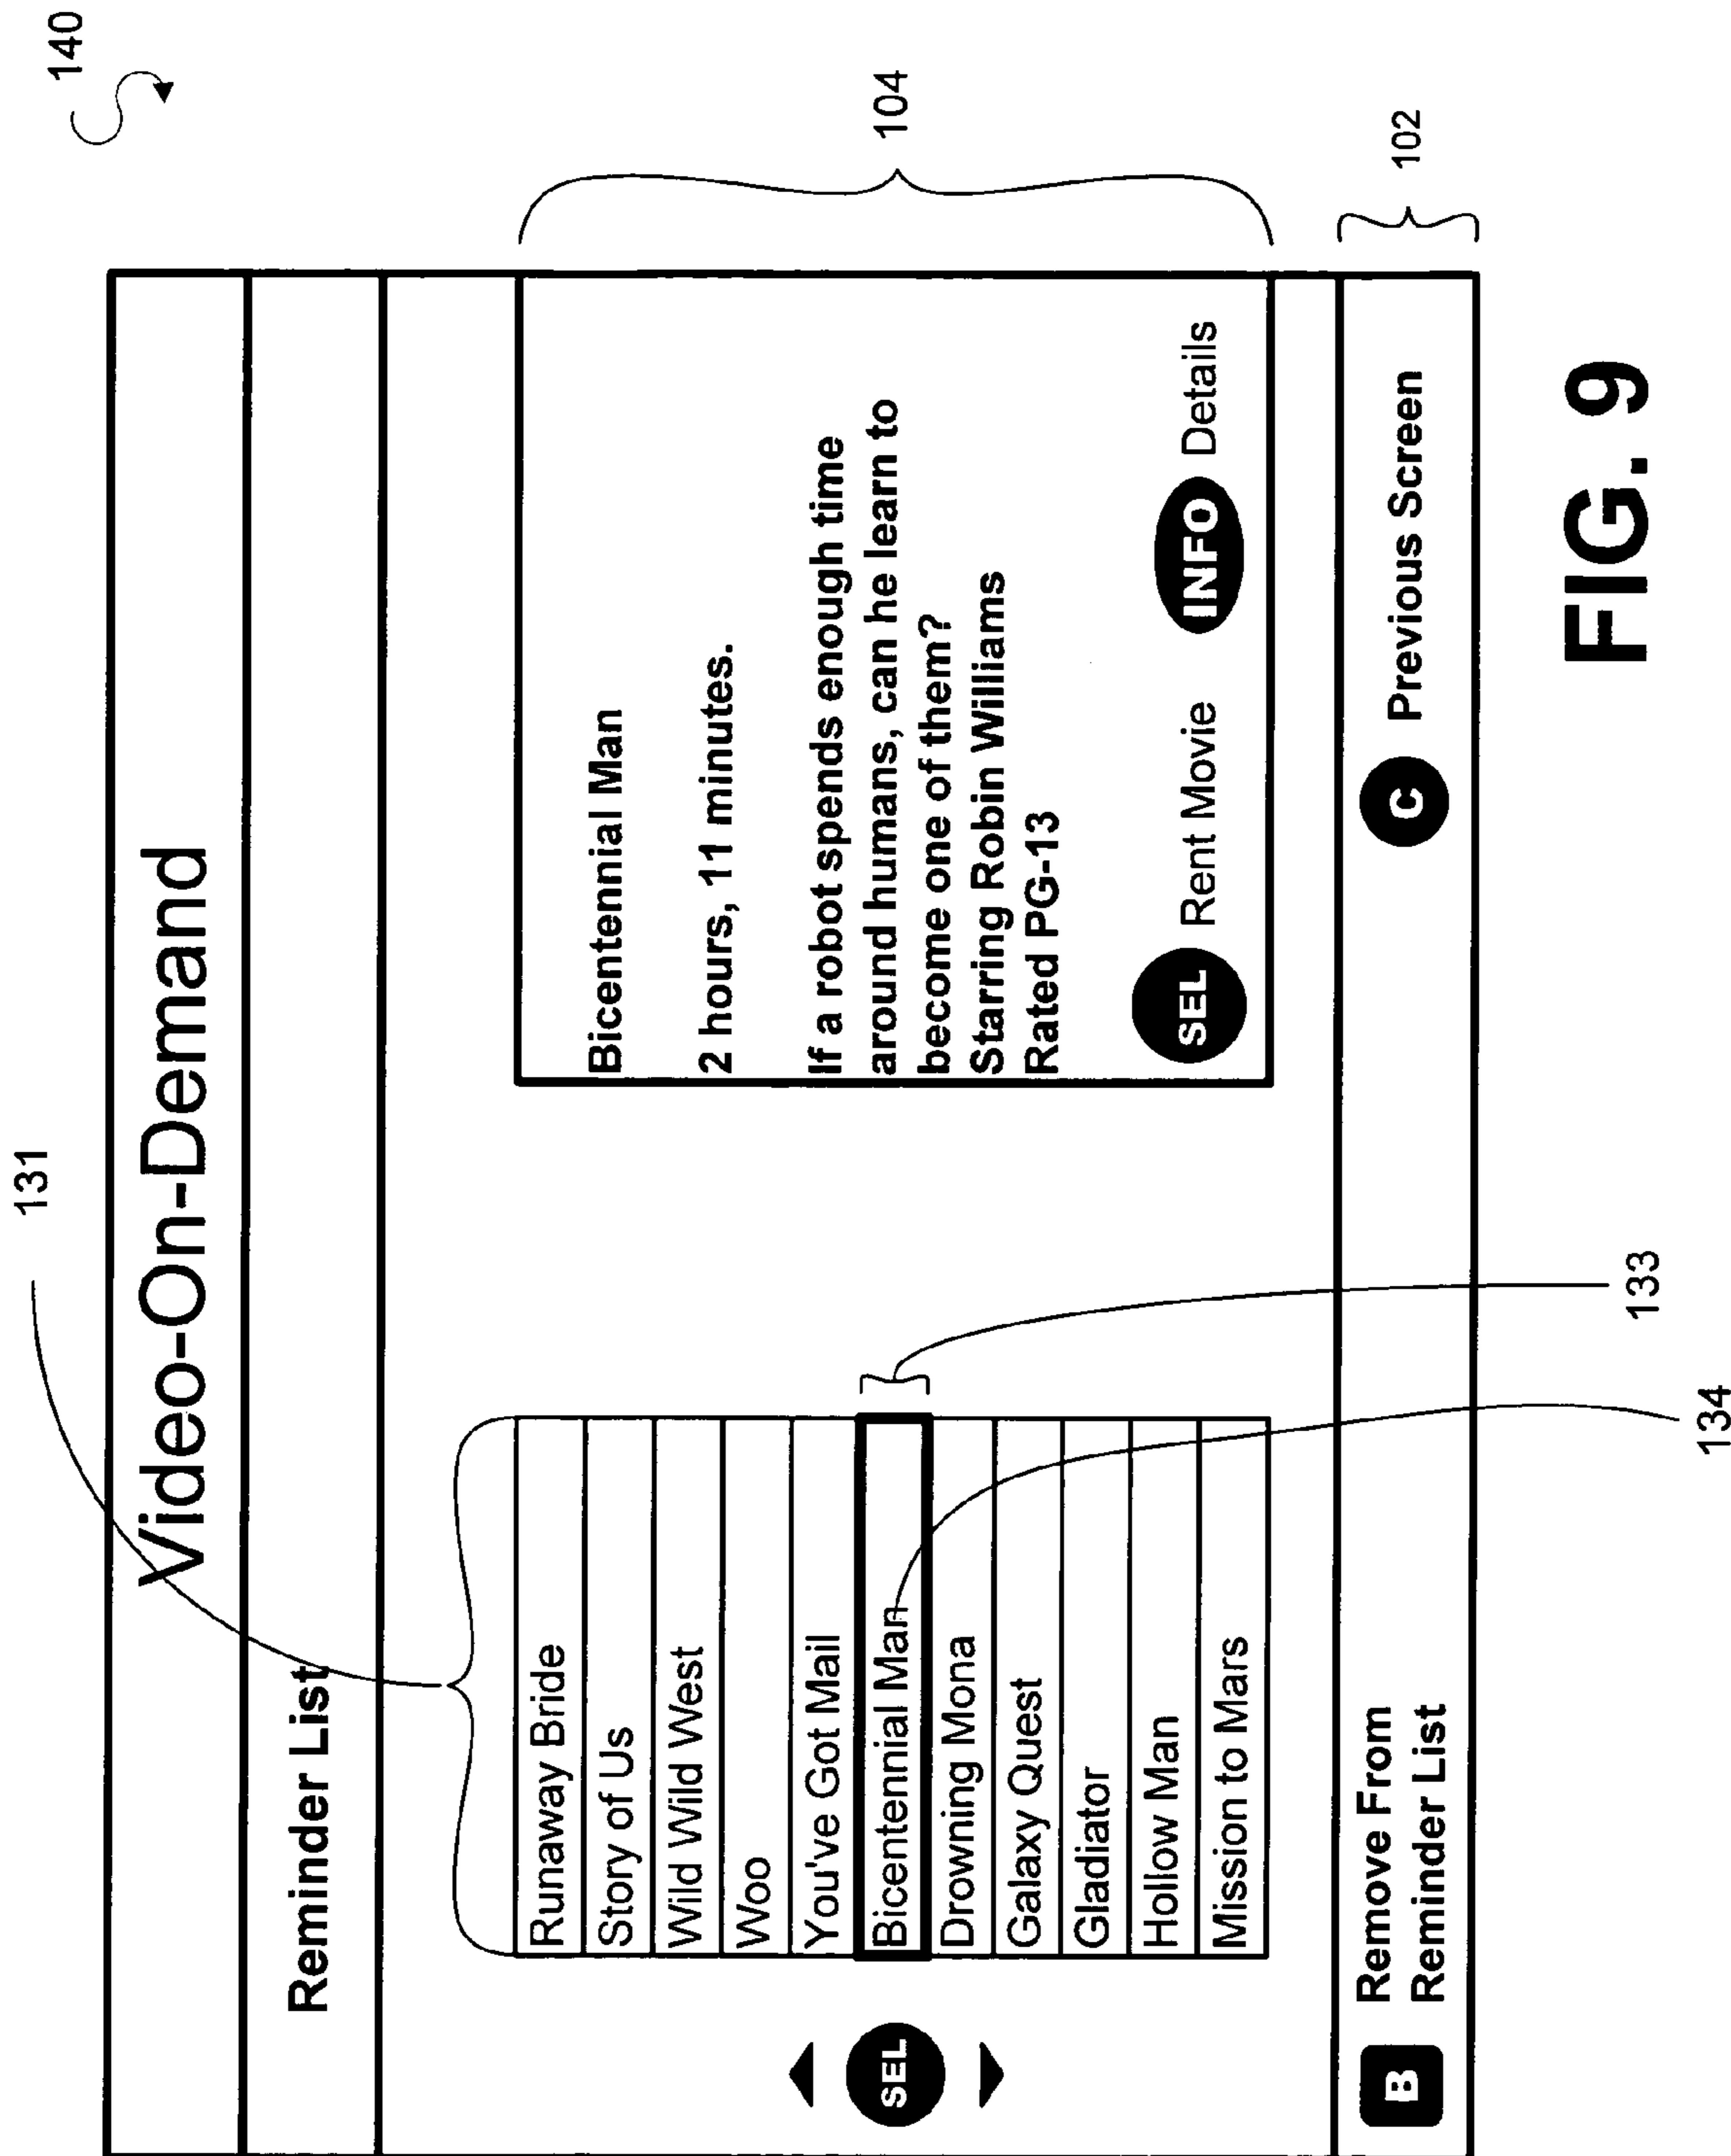 140
131
Video-On-Demand
Reminder List
Runaway Bride
Story of Us
Wild Wild West
Woo
You've Got Mail
Bicentennial Man
Drowning Mona
Galaxy Quest
Gladiator
Hollow Man
Mission to Mars
SEL
Bicentennial Man
2 hours, 11 minutes.
If a robot spends enough time
around humans, can he learn to
become one of them?
Starring Robin Williams
Rated PG-13
SEL Rent Movie INFO Details
104
B Remove From
Reminder List
C Previous Screen
102
133
134
FIG. 9